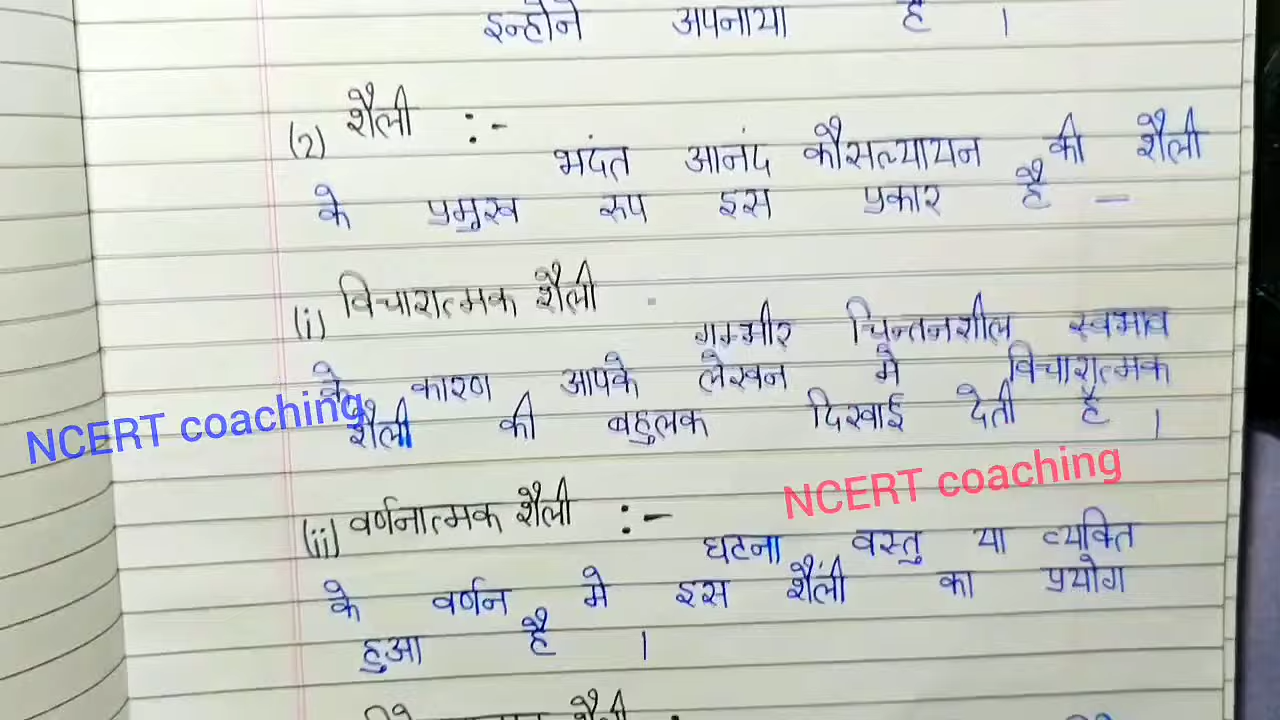 इन्होने अपनाया है ।
(2) शैली :-
भदंत आनंद कौसल्यायन की शैली
के प्रमुख रूप इस प्रकार है –
(i) विचारात्मक शैली
गम्भीर चिन्तनशील स्वभाव
के कारण आपके लेखन मे विचारात्मक
शैली की बहुलक दिखाई देती है ।
NCERT coaching
NCERT coaching
(ii) वर्णनात्मक शैली :-
घटना वस्तु या व्यक्ति
के वर्णन मे इस शैंली का प्रयोग
हुआ है ।
शैली :